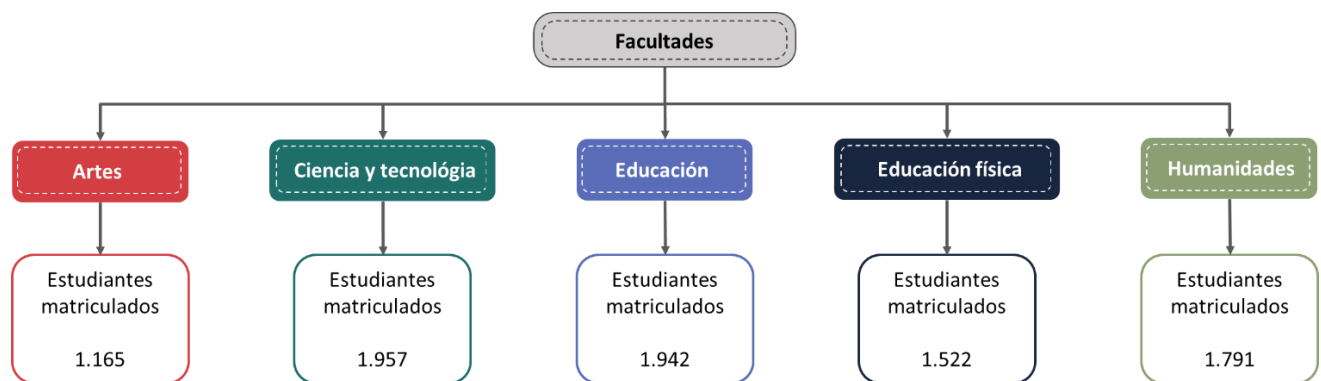 Facultades
Artes
Ciencia y tecnológia
Educación
Educación física
Humanidades
Estudiantes
matriculados
1.165
Estudiantes
matriculados
1.957
Estudiantes
matriculados
1.942
Estudiantes
matriculados
1.522
Estudiantes
matriculados
1.791